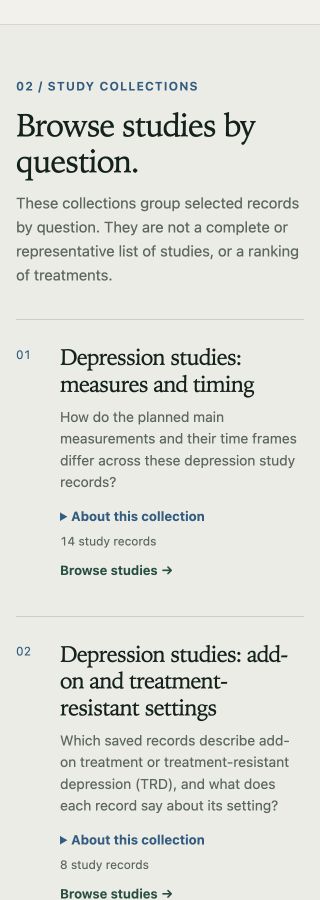 02 / STUDY COLLECTIONS
Browse studies by
question.
These collections group selected records
by question. They are not a complete or
representative list of studies, or a ranking
of treatments.
01
Depression studies:
measures and timing
How do the planned main
measurements and their time frames
differ across these depression study
records?
▶ About this collection
14 study records
Browse studies →
02
Depression studies: add-
on and treatment-
resistant settings
Which saved records describe add-
on treatment or treatment-resistant
depression (TRD), and what does
each record say about its setting?
▶ About this collection
8 study records
Browse studies →